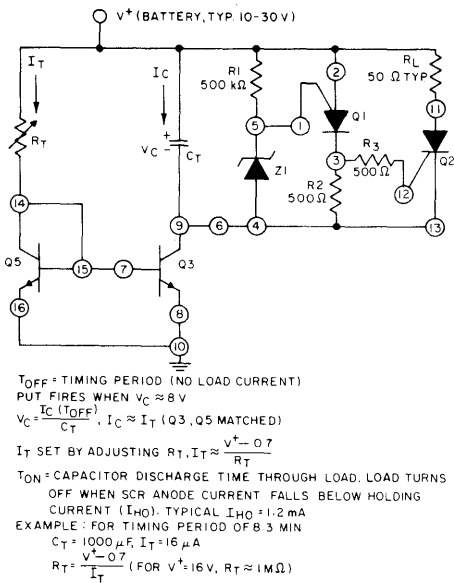 V+ (BATTERY, TYP. 10-30 V)
IT
IC
R1
500 kΩ
2
RL
50 Ω TYP
11
5
1
Q1
RT
+
VC
−
CT
Z1
3
R3
500Ω
Q2
R2
500Ω
12
14
9
6
4
13
Q5
15
7
Q3
16
8
10
TOFF = TIMING PERIOD (NO LOAD CURRENT)
PUT FIRES WHEN VC ≈ 8 V
VC = IC (TOFF) / CT , IC ≈ IT (Q3, Q5 MATCHED)
IT SET BY ADJUSTING RT, IT ≈ V+ − 0.7 / RT
TON = CAPACITOR DISCHARGE TIME THROUGH LOAD. LOAD TURNS
OFF WHEN SCR ANODE CURRENT FALLS BELOW HOLDING
CURRENT (IHO). TYPICAL IHO = 1.2 mA
EXAMPLE: FOR TIMING PERIOD OF 8.3 MIN
CT = 1000 μF, IT = 16 μA
RT = V+ − 0.7 / IT (FOR V+ = 16V, RT ≈ 1 MΩ)